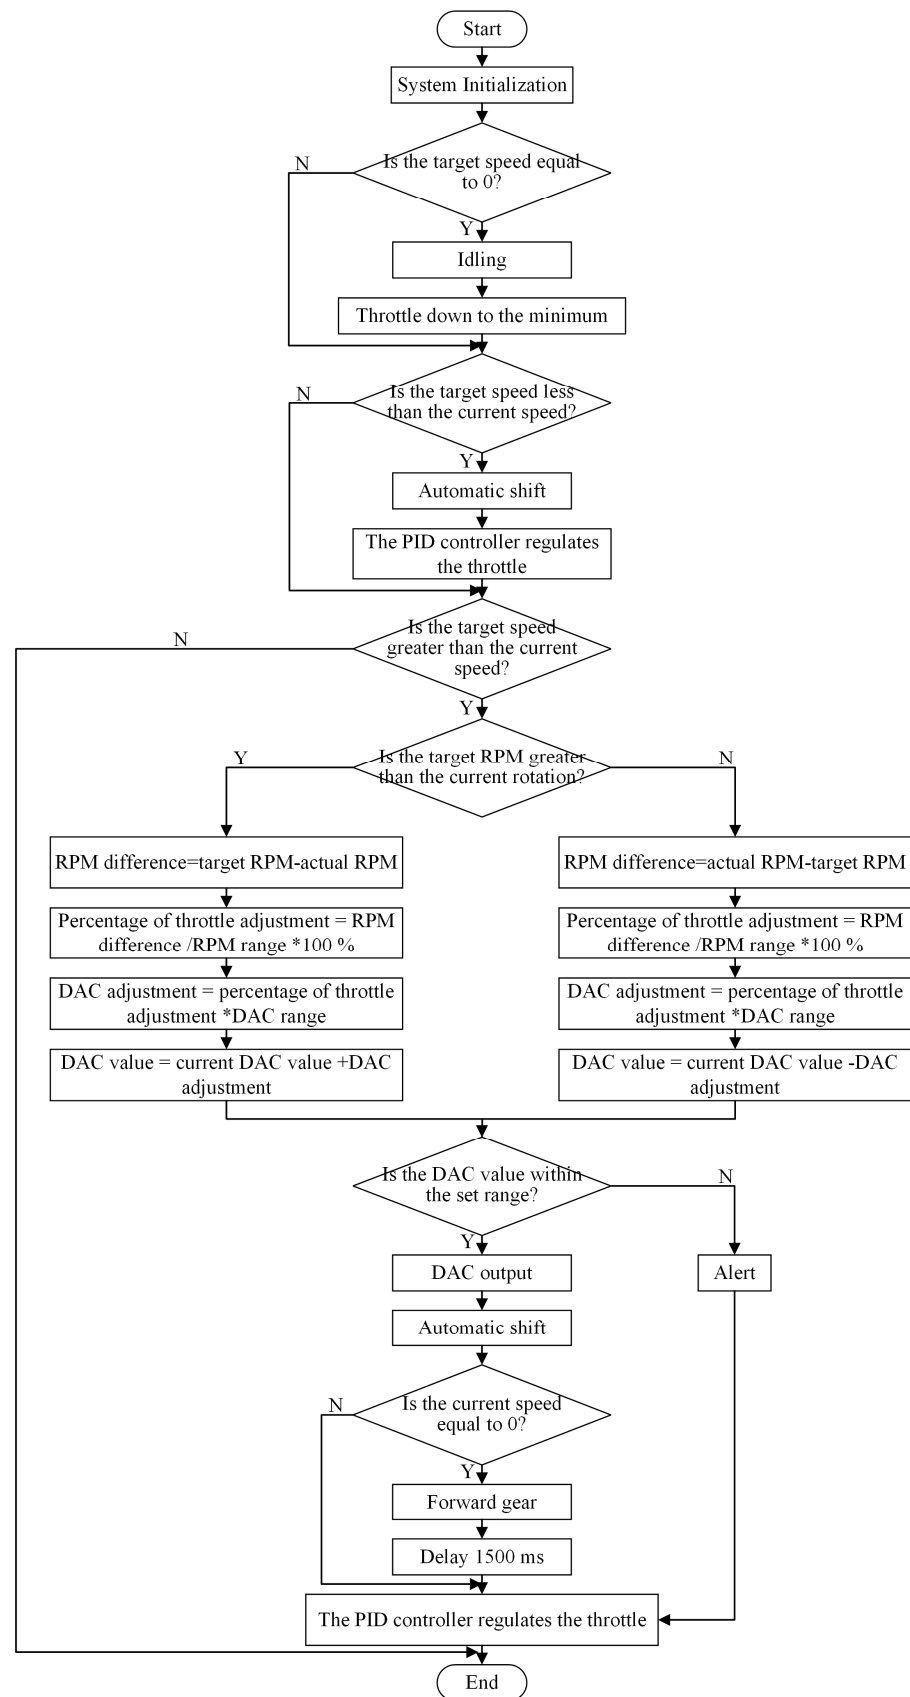 Start
System Initialization
Is the target speed equal
to 0?
N
Y
Idling
Throttle down to the minimum
Is the target speed less
than the current speed?
N
Y
Automatic shift
The PID controller regulates
the throttle
Is the target speed
greater than the current
speed?
N
Y
Is the target RPM greater
than the current rotation?
Y
N
RPM difference=target RPM-actual RPM
RPM difference=actual RPM-target RPM
Percentage of throttle adjustment = RPM
difference /RPM range *100 %
Percentage of throttle adjustment = RPM
difference /RPM range *100 %
DAC adjustment = percentage of throttle
adjustment *DAC range
DAC adjustment = percentage of throttle
adjustment *DAC range
DAC value = current DAC value +DAC
adjustment
DAC value = current DAC value -DAC
adjustment
Is the DAC value within
the set range?
N
Y
DAC output
Alert
Automatic shift
Is the current speed
equal to 0?
N
Y
Forward gear
Delay 1500 ms
The PID controller regulates the throttle
End